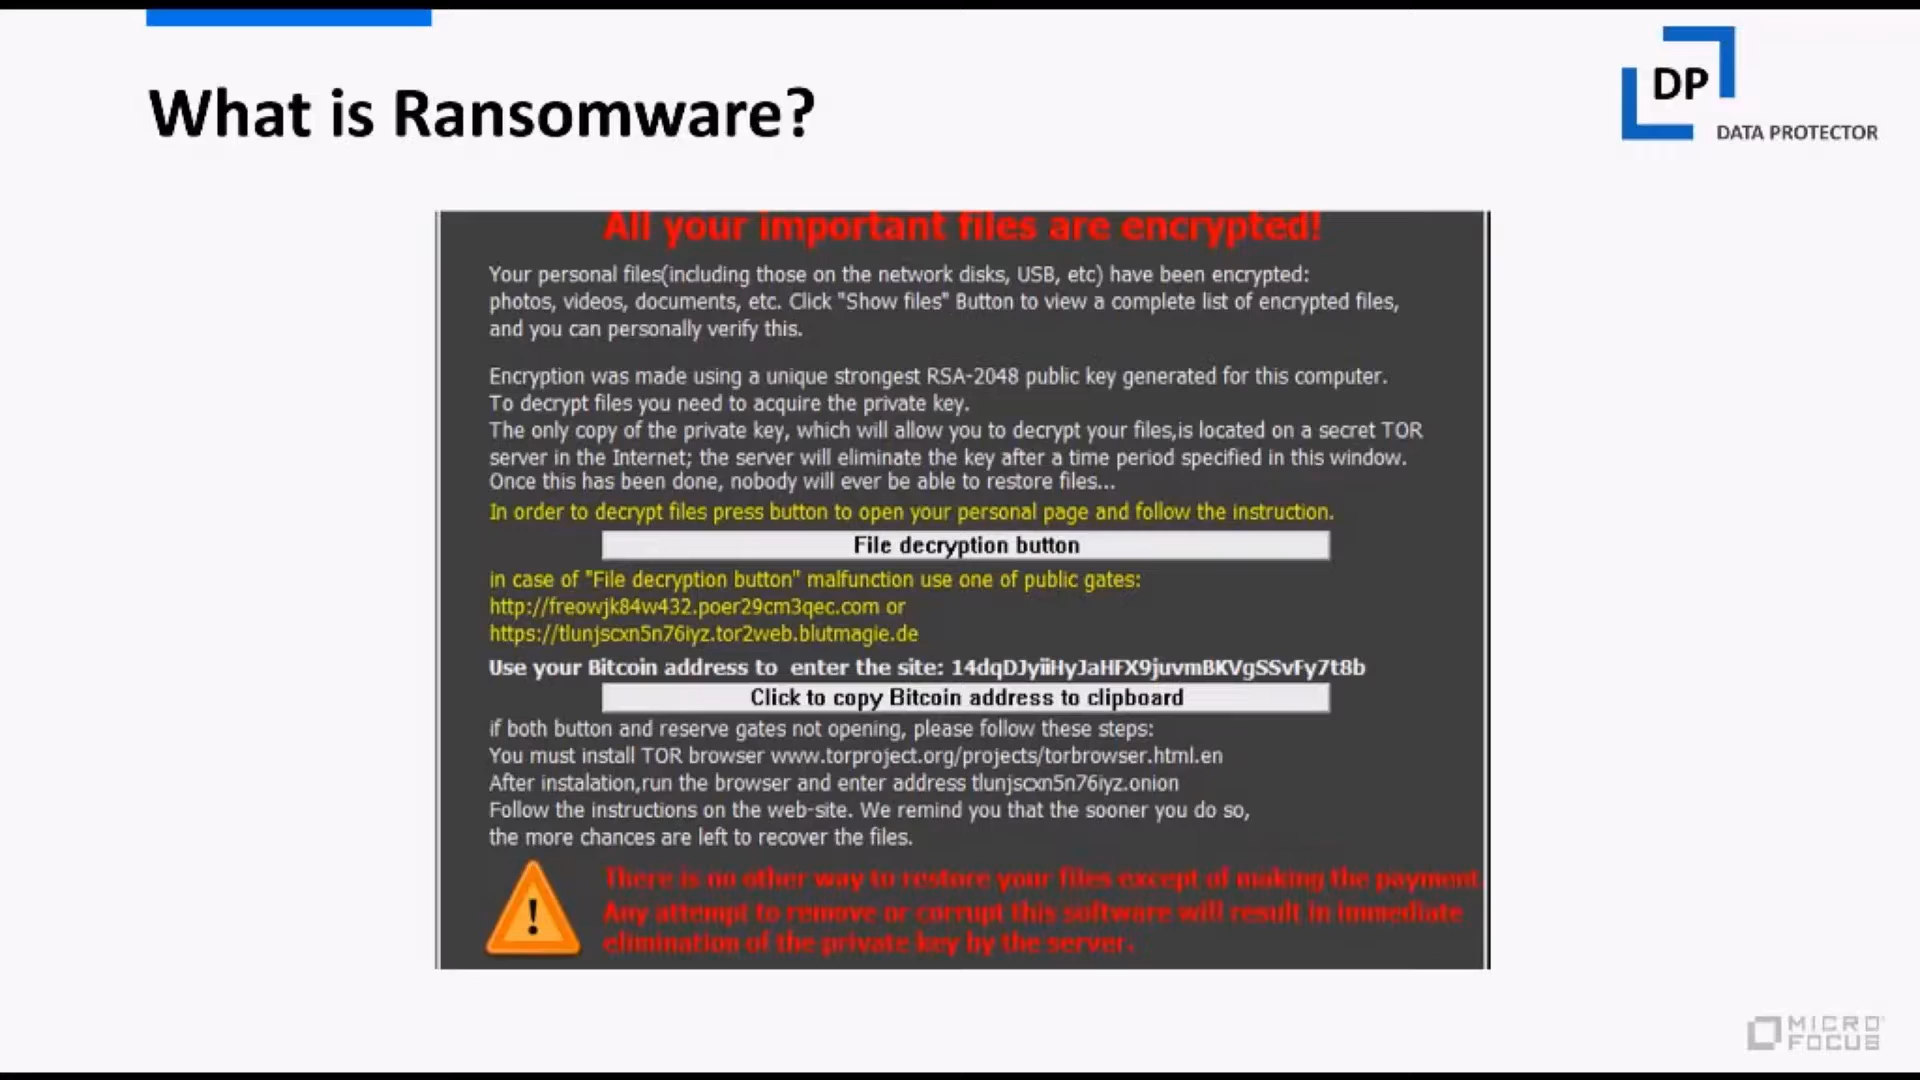 What is Ransomware?
DP
DATA PROTECTOR
All your important files are encrypted!
Your personal files(including those on the network disks, USB, etc) have been encrypted:
photos, videos, documents, etc. Click "Show files" Button to view a complete list of encrypted files,
and you can personally verify this.
Encryption was made using a unique strongest RSA-2048 public key generated for this computer.
To decrypt files you need to acquire the private key.
The only copy of the private key, which will allow you to decrypt your files,is located on a secret TOR
server in the Internet; the server will eliminate the key after a time period specified in this window.
Once this has been done, nobody will ever be able to restore files...
In order to decrypt files press button to open your personal page and follow the instruction.
File decryption button
in case of "File decryption button" malfunction use one of public gates:
http://freowjk84w432.poer29cm3qec.com or
https://tlunjscxn5n76iyz.tor2web.blutmagie.de
Use your Bitcoin address to enter the site: 14dqDJyiiHyJaHFX9juvmBKVgSSvFy7t8b
Click to copy Bitcoin address to clipboard
if both button and reserve gates not opening, please follow these steps:
You must install TOR browser www.torproject.org/projects/torbrowser.html.en
After instalation,run the browser and enter address tlunjscxn5n76iyz.onion
Follow the instructions on the web-site. We remind you that the sooner you do so,
the more chances are left to recover the files.
There is no other way to restore your files except of making the payment
Any attempt to remove or corrupt this software will result in immediate
elimination of the private key by the server.
MICRO
FOCUS